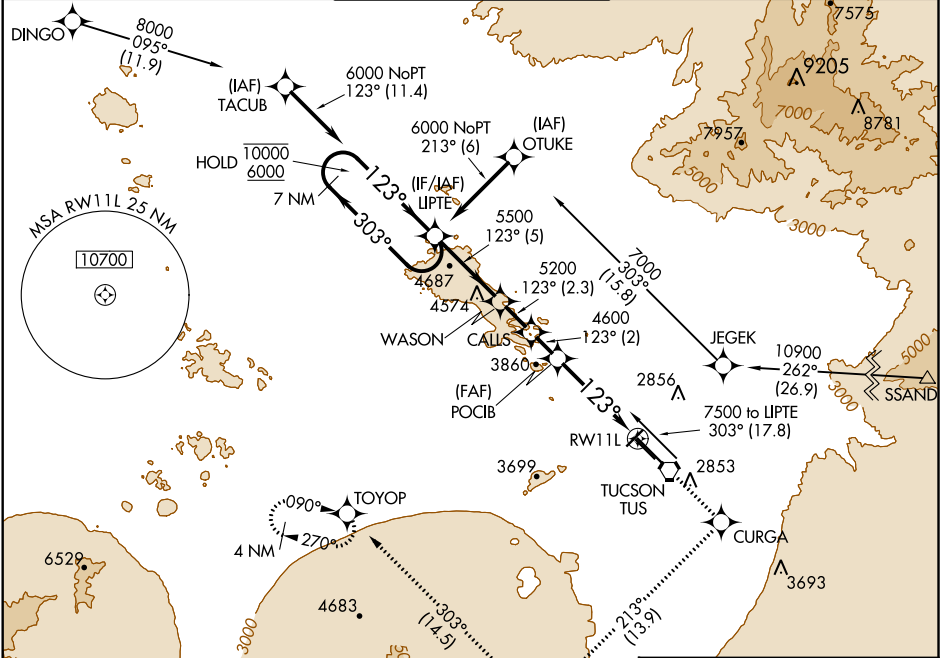 DINGO
8000
095°
(11.9)
(IAF)
TACUB
6000 NoPT
123° (11.4)
7575
9205
7000
8781
7957
5000
3000
6000 NoPT
213° (6)
(IAF)
OTUKE
HOLD
10000
6000
7 NM
123°
303°
(IF/IAF)
LIPTE
MSA RW11L 25 NM
10700
5500
123° (5)
4687
4574
5200
123° (2.3)
WASON
CALLS
4600
123° (2)
3860
(FAF)
POCIB
7000
303°
(15.8)
JEGEK
10900
262°
(26.9)
5000
SSAND
3000
2856
123°
7500 to LIPTE
303° (17.8)
RW11L
TUCSON
TUS
2853
3699
TOYOP
090°
270°
4 NM
CURGA
3693
6529
4683
3000
303°
(14.5)
213°
(13.9)